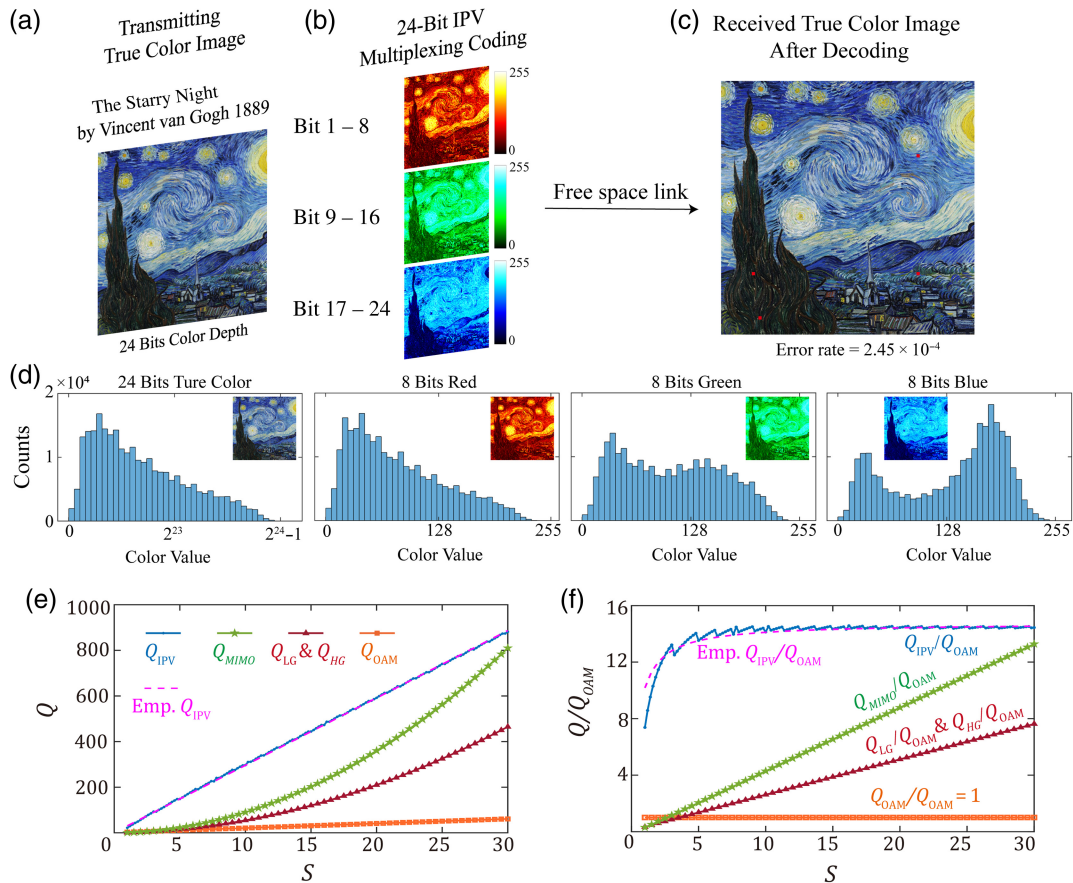 (a)
Transmitting
True Color Image
The Starry Night
by Vincent van Gogh 1889
24 Bits Color Depth
(b)
24-Bit IPV
Multiplexing Coding
Bit 1 – 8
255
0
Bit 9 – 16
255
0
Bit 17 – 24
255
0
Free space link
(c)
Received True Color Image
After Decoding
Error rate = 2.45 × 10⁻⁴
(d)
×10⁴
24 Bits Ture Color
8 Bits Red
8 Bits Green
8 Bits Blue
2
1
0
Counts
0 2²³ 2²⁴-1
0 128 255
0 128 255
0 128 255
Color Value
Color Value
Color Value
Color Value
(e)
1000
800
600
400
200
0
Q
Q_IPV
Q_MIMO
Q_LG & Q_HG
Q_OAM
Emp. Q_IPV
0 5 10 15 20 25 30
S
(f)
16
12
8
4
0
Q/Q_OAM
Emp. Q_IPV/Q_OAM
Q_IPV/Q_OAM
Q_MIMO/Q_OAM
Q_LG/Q_OAM & Q_HG/Q_OAM
Q_OAM/Q_OAM = 1
0 5 10 15 20 25 30
S